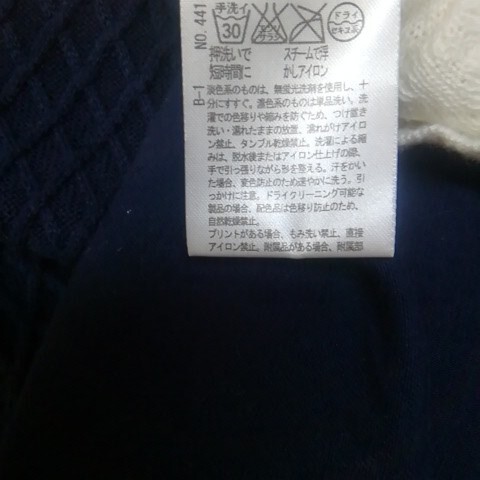 NO. 441
B-1
手洗イ
30
エンソ
サラシ
ドライ
セキユ系
押洗いで
短時間に
スチームで浮
かしアイロン
淡色系のものは、無蛍光洗剤を使用し、十
分にすすぐ。濃色系のものは単品洗い。洗
濯での色移りや縮みを防ぐため、つけ置き
洗い・濡れたままの放置、濡れがけアイロ
ン禁止、タンブル乾燥禁止。洗濯による縮
みは、脱水後またはアイロン仕上げの際、
手で引っ張りながら形を整える。汗をかい
た場合、変色防止のため速やかに洗う。引
っかけに注意。ドライクリーニング可能な
製品の場合、配色品は色移り防止のため、
自然乾燥禁止。
プリントがある場合、もみ洗い禁止、直接
アイロン禁止。附属品がある場合、附属部